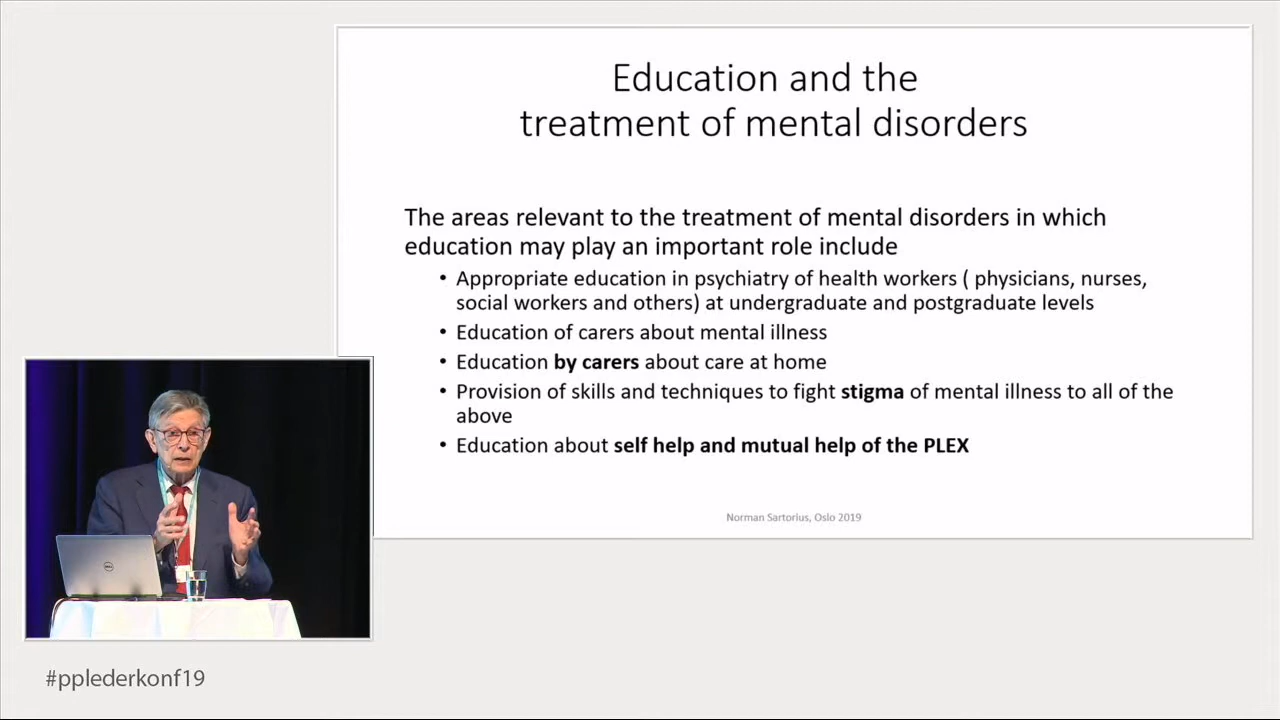 Education and the
treatment of mental disorders
The areas relevant to the treatment of mental disorders in which
education may play an important role include
• Appropriate education in psychiatry of health workers ( physicians, nurses,
social workers and others) at undergraduate and postgraduate levels
• Education of carers about mental illness
• Education by carers about care at home
• Provision of skills and techniques to fight stigma of mental illness to all of the
above
• Education about self help and mutual help of the PLEX
Norman Sartorius, Oslo 2019
DELL
#pplederkonf19